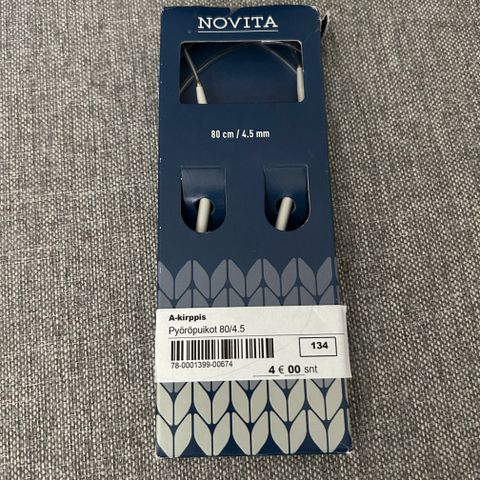 NOVITA
80 cm / 4.5 mm
A-kirppis
Pyöröpuikot 80/4.5
134
78-0001399-00674
4 € 00 snt